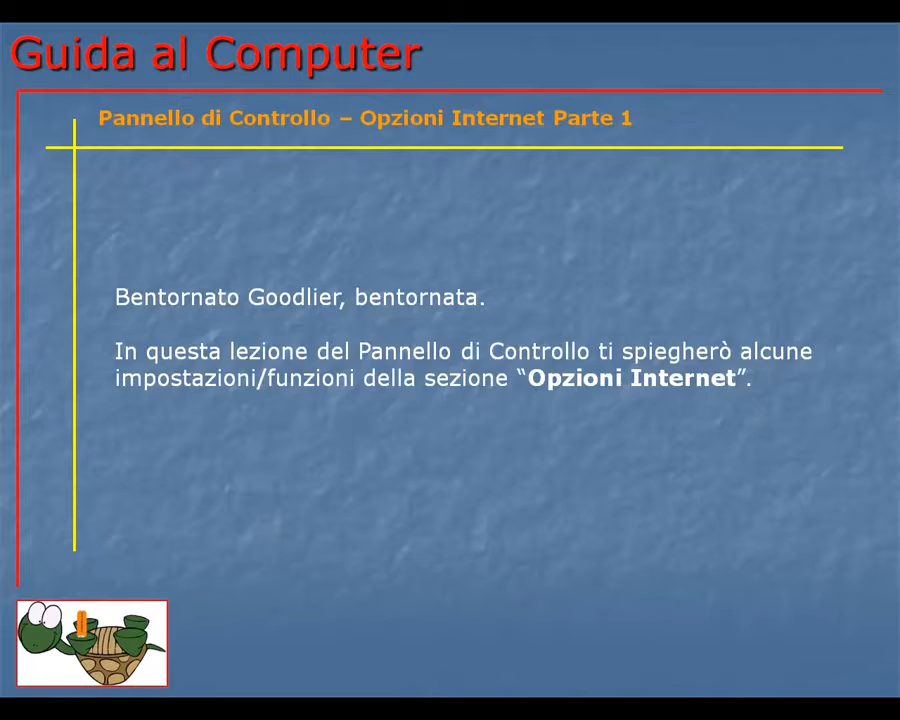 Guida al Computer
Pannello di Controllo – Opzioni Internet Parte 1
Bentornato Goodlier, bentornata.
In questa lezione del Pannello di Controllo ti spiegherò alcune
impostazioni/funzioni della sezione “Opzioni Internet”.